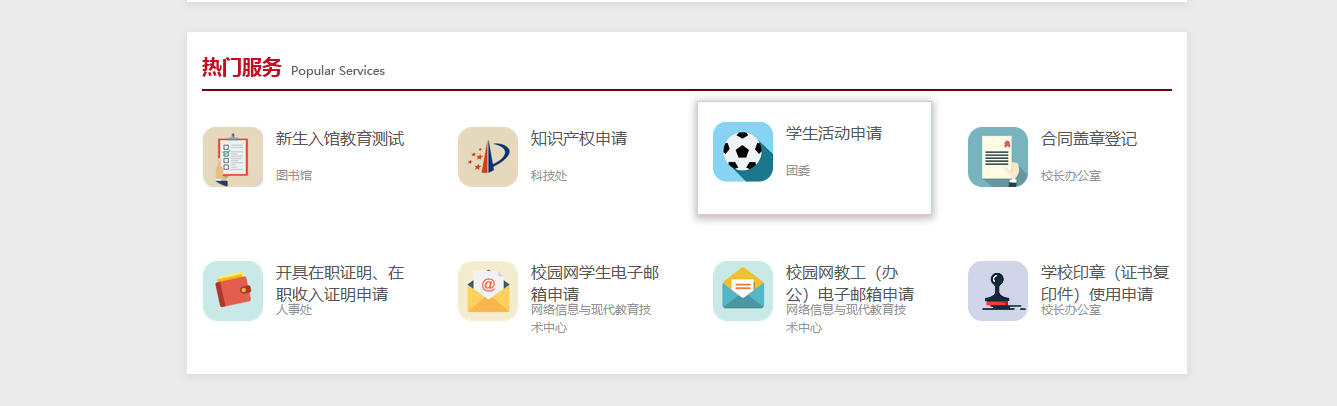 热门服务 Popular Services
新生入馆教育测试
图书馆
知识产权申请
科技处
学生活动申请
团委
合同盖章登记
校长办公室
开具在职证明、在
职收入证明申请
人事处
校园网学生电子邮
箱申请
网络信息与现代教育技
术中心
校园网教工（办
公）电子邮箱申请
网络信息与现代教育技
术中心
学校印章（证书复
印件）使用申请
校长办公室